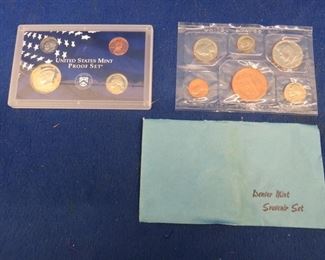 UNITED STATES MINT
PROOF SET
Denver Mint
Souvenir Set